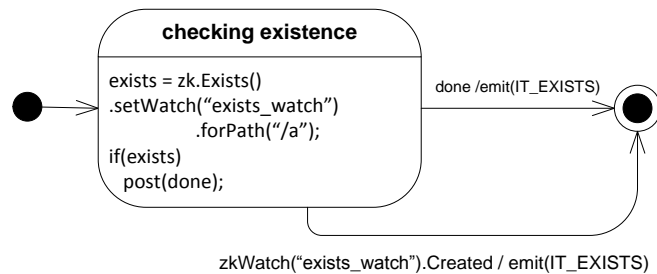 checking existence
exists = zk.Exists()
.setWatch(“exists_watch”)
.forPath(“/a”);
if(exists)
post(done);
done /emit(IT_EXISTS)
zkWatch(“exists_watch”).Created / emit(IT_EXISTS)